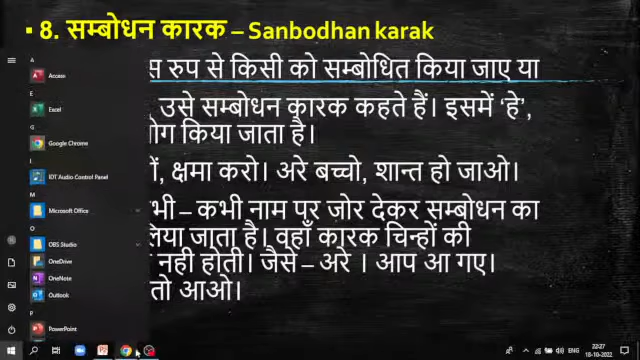 8. सम्बोधन कारक – Sanbodhan karak
स रुप से किसी को सम्बोधित किया जाए या
उसे सम्बोधन कारक कहते हैं। इसमें ‘हे’,
योग किया जाता है।
क्षमा करो। अरे बच्चो, शान्त हो जाओ।
भी – कभी नाम पर जोर देकर सम्बोधन का
लिया जाता है। वहाँ कारक चिन्हों की
नही होती। जैसे – अरे । आप आ गए।
तो आओ।
A
Access
E
Excel
G
Google Chrome
I
IDT Audio Control Panel
M
Microsoft Office
O
OBS Studio
OneDrive
OneNote
Outlook
P
PowerPoint
ENG
22:27
18-10-2022